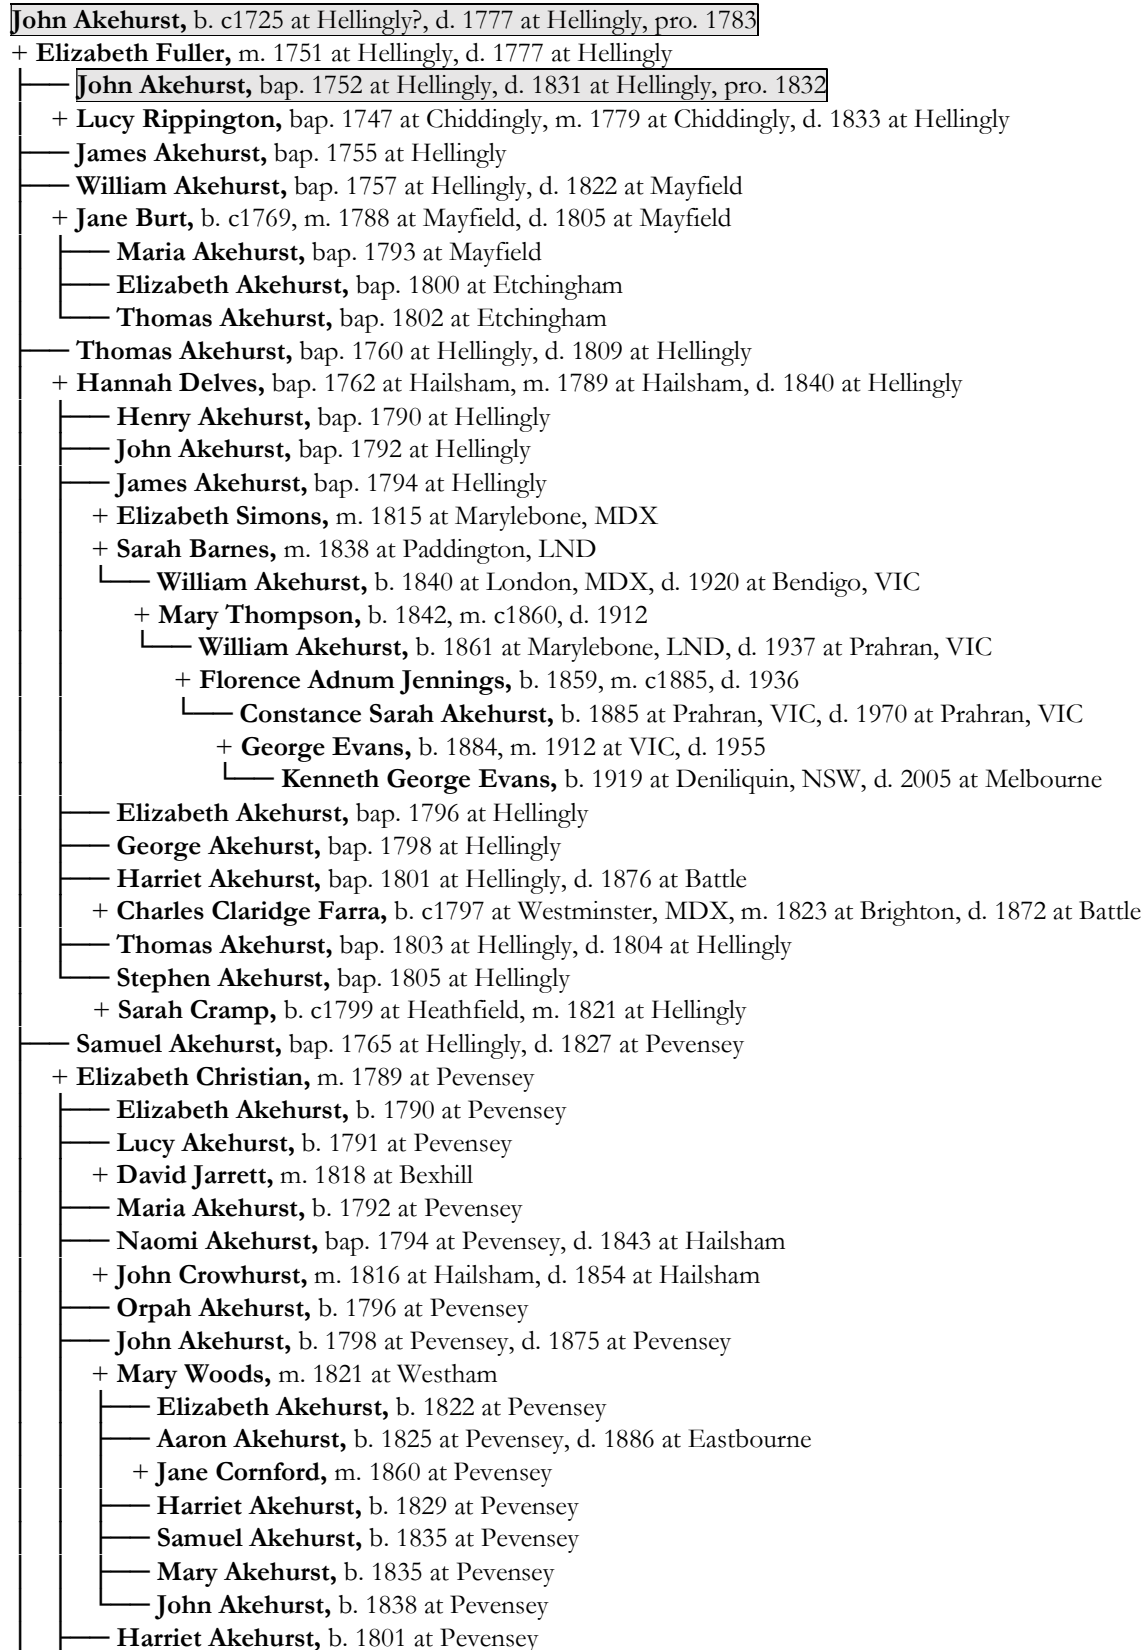 John Akehurst, b. c1725 at Hellingly?, d. 1777 at Hellingly, pro. 1783
+ Elizabeth Fuller, m. 1751 at Hellingly, d. 1777 at Hellingly
John Akehurst, bap. 1752 at Hellingly, d. 1831 at Hellingly, pro. 1832
+ Lucy Rippington, bap. 1747 at Chiddingly, m. 1779 at Chiddingly, d. 1833 at Hellingly
James Akehurst, bap. 1755 at Hellingly
William Akehurst, bap. 1757 at Hellingly, d. 1822 at Mayfield
+ Jane Burt, b. c1769, m. 1788 at Mayfield, d. 1805 at Mayfield
Maria Akehurst, bap. 1793 at Mayfield
Elizabeth Akehurst, bap. 1800 at Etchingham
Thomas Akehurst, bap. 1802 at Etchingham
Thomas Akehurst, bap. 1760 at Hellingly, d. 1809 at Hellingly
+ Hannah Delves, bap. 1762 at Hailsham, m. 1789 at Hailsham, d. 1840 at Hellingly
Henry Akehurst, bap. 1790 at Hellingly
John Akehurst, bap. 1792 at Hellingly
James Akehurst, bap. 1794 at Hellingly
+ Elizabeth Simons, m. 1815 at Marylebone, MDX
+ Sarah Barnes, m. 1838 at Paddington, LND
William Akehurst, b. 1840 at London, MDX, d. 1920 at Bendigo, VIC
+ Mary Thompson, b. 1842, m. c1860, d. 1912
William Akehurst, b. 1861 at Marylebone, LND, d. 1937 at Prahran, VIC
+ Florence Adnum Jennings, b. 1859, m. c1885, d. 1936
Constance Sarah Akehurst, b. 1885 at Prahran, VIC, d. 1970 at Prahran, VIC
+ George Evans, b. 1884, m. 1912 at VIC, d. 1955
Kenneth George Evans, b. 1919 at Deniliquin, NSW, d. 2005 at Melbourne
Elizabeth Akehurst, bap. 1796 at Hellingly
George Akehurst, bap. 1798 at Hellingly
Harriet Akehurst, bap. 1801 at Hellingly, d. 1876 at Battle
+ Charles Claridge Farra, b. c1797 at Westminster, MDX, m. 1823 at Brighton, d. 1872 at Battle
Thomas Akehurst, bap. 1803 at Hellingly, d. 1804 at Hellingly
Stephen Akehurst, bap. 1805 at Hellingly
+ Sarah Cramp, b. c1799 at Heathfield, m. 1821 at Hellingly
Samuel Akehurst, bap. 1765 at Hellingly, d. 1827 at Pevensey
+ Elizabeth Christian, m. 1789 at Pevensey
Elizabeth Akehurst, b. 1790 at Pevensey
Lucy Akehurst, b. 1791 at Pevensey
+ David Jarrett, m. 1818 at Bexhill
Maria Akehurst, b. 1792 at Pevensey
Naomi Akehurst, bap. 1794 at Pevensey, d. 1843 at Hailsham
+ John Crowhurst, m. 1816 at Hailsham, d. 1854 at Hailsham
Orpah Akehurst, b. 1796 at Pevensey
John Akehurst, b. 1798 at Pevensey, d. 1875 at Pevensey
+ Mary Woods, m. 1821 at Westham
Elizabeth Akehurst, b. 1822 at Pevensey
Aaron Akehurst, b. 1825 at Pevensey, d. 1886 at Eastbourne
+ Jane Cornford, m. 1860 at Pevensey
Harriet Akehurst, b. 1829 at Pevensey
Samuel Akehurst, b. 1835 at Pevensey
Mary Akehurst, b. 1835 at Pevensey
John Akehurst, b. 1838 at Pevensey
Harriet Akehurst, b. 1801 at Pevensey